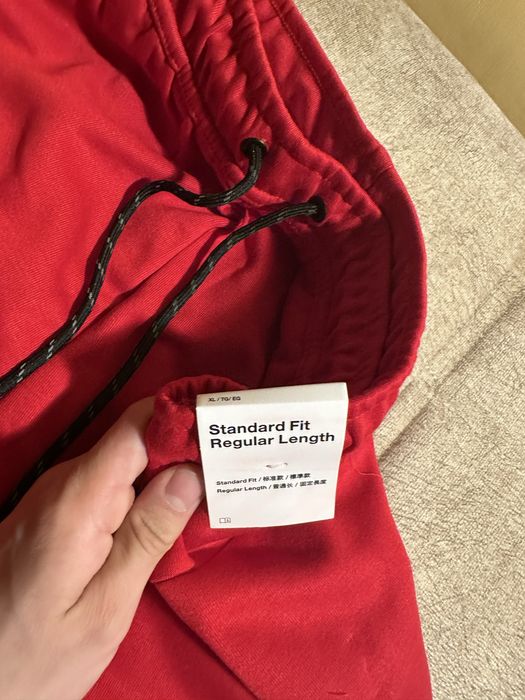 XL / TG/ EG
Standard Fit
Regular Length
Standard Fit / 标准款 / 標準款
Regular Length / 普通长 / 固定長度